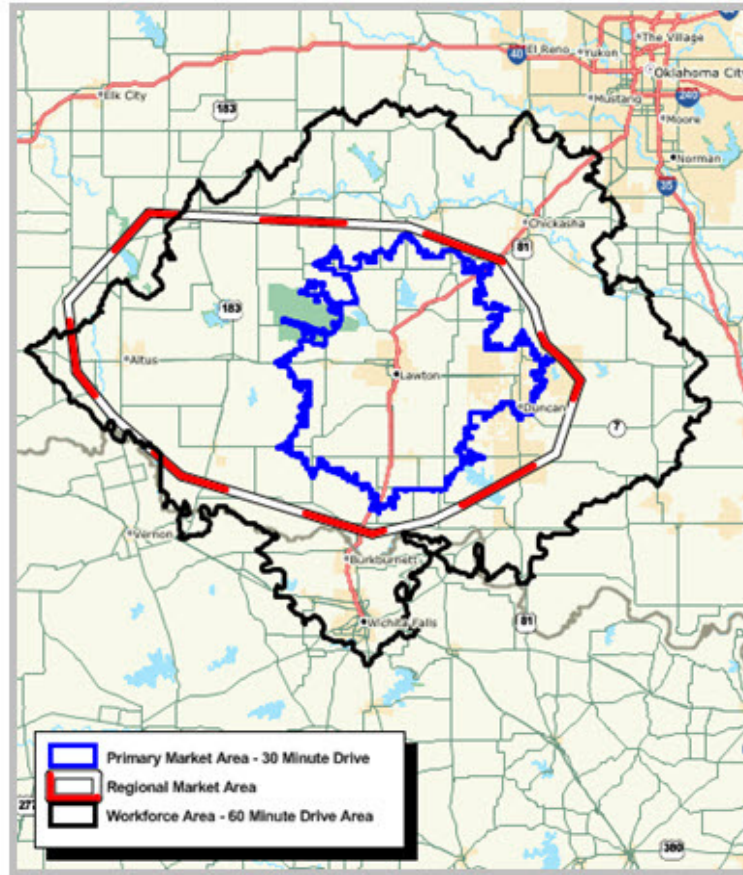 The Village
40
El Reno
Yukon
Oklahoma City
Elk City
Mustang
240
183
Moore
Norman
35
Chickasha
81
183
Altus
Lawton
Duncan
7
Vernon
Burkburnett
Wichita Falls
81
Primary Market Area - 30 Minute Drive
Regional Market Area
277
Workforce Area - 60 Minute Drive Area
380